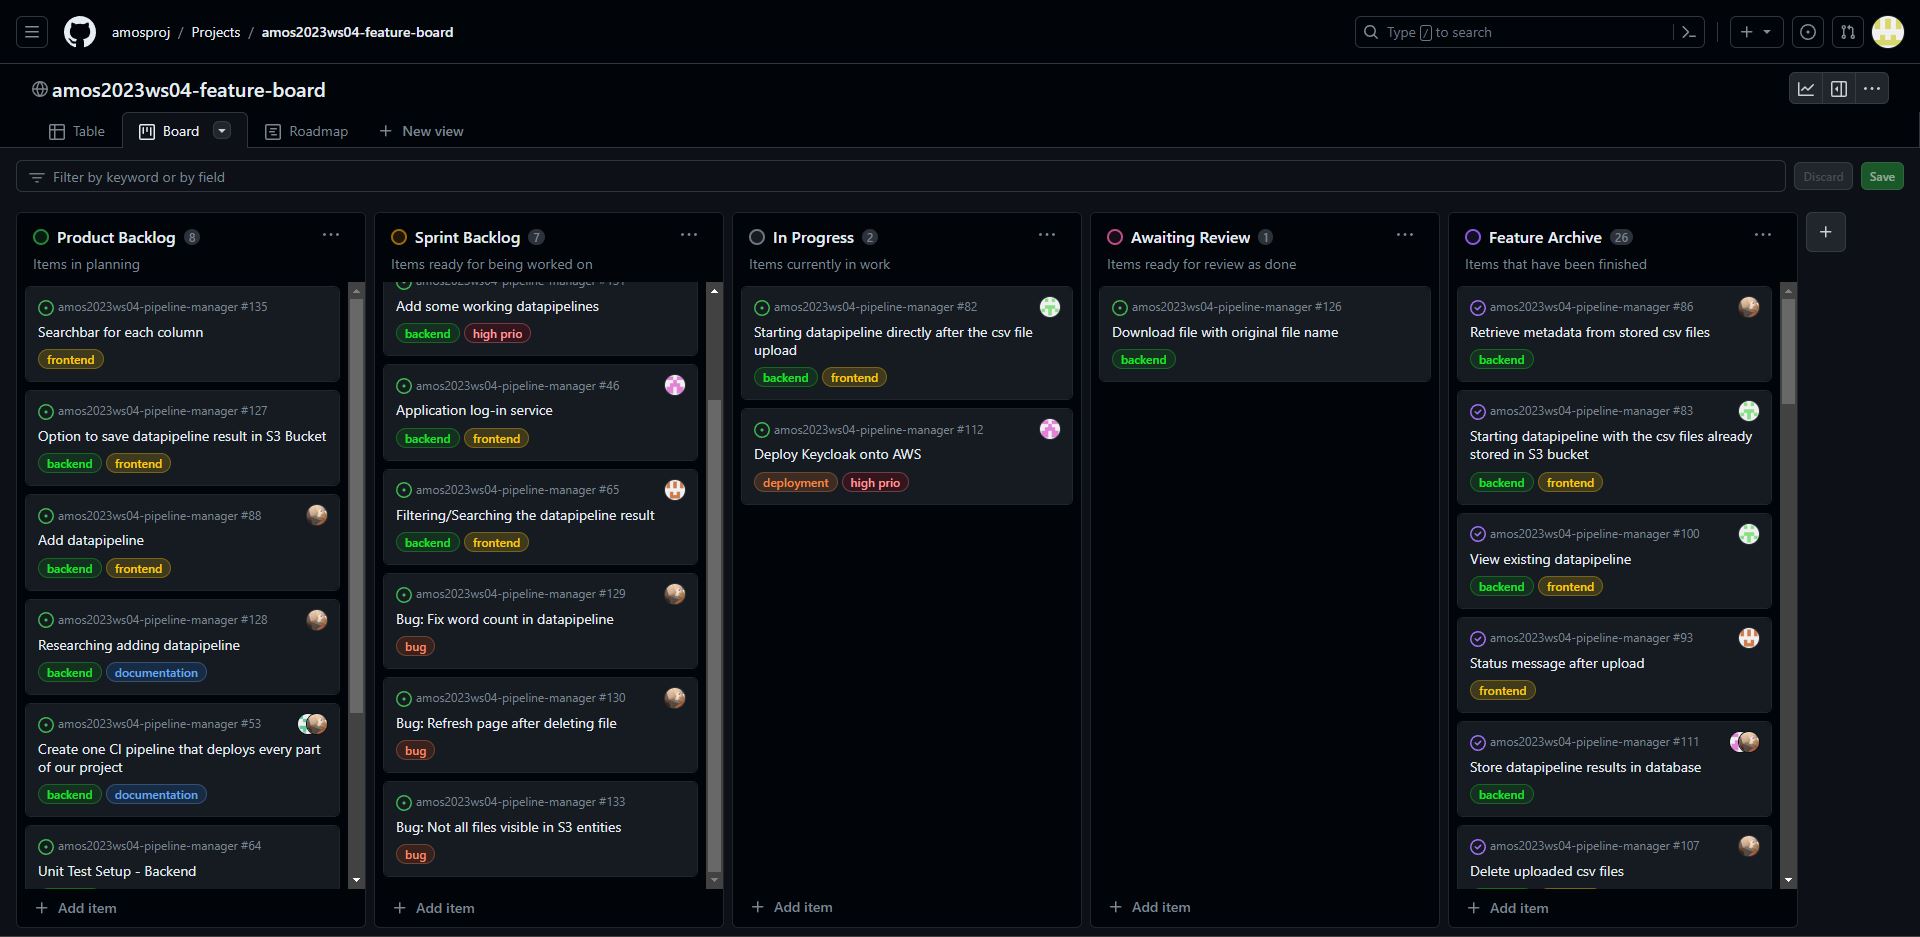 amosproj / Projects / amos2023ws04-feature-board
Type / to search
amos2023ws04-feature-board
Table
Board
Roadmap
New view
Filter by keyword or by field
Discard
Save
Product Backlog 8
Items in planning
amos2023ws04-pipeline-manager #135
Searchbar for each column
frontend
amos2023ws04-pipeline-manager #127
Option to save datapipeline result in S3 Bucket
backend frontend
amos2023ws04-pipeline-manager #88
Add datapipeline
backend frontend
amos2023ws04-pipeline-manager #128
Researching adding datapipeline
backend documentation
amos2023ws04-pipeline-manager #53
Create one CI pipeline that deploys every part
of our project
backend documentation
amos2023ws04-pipeline-manager #64
Unit Test Setup - Backend
Add item
Sprint Backlog 7
Items ready for being worked on
Add some working datapipelines
backend high prio
amos2023ws04-pipeline-manager #46
Application log-in service
backend frontend
amos2023ws04-pipeline-manager #65
Filtering/Searching the datapipeline result
backend frontend
amos2023ws04-pipeline-manager #129
Bug: Fix word count in datapipeline
bug
amos2023ws04-pipeline-manager #130
Bug: Refresh page after deleting file
bug
amos2023ws04-pipeline-manager #133
Bug: Not all files visible in S3 entities
bug
Add item
In Progress 2
Items currently in work
amos2023ws04-pipeline-manager #82
Starting datapipeline directly after the csv file
upload
backend frontend
amos2023ws04-pipeline-manager #112
Deploy Keycloak onto AWS
deployment high prio
Add item
Awaiting Review 1
Items ready for review as done
amos2023ws04-pipeline-manager #126
Download file with original file name
backend
Add item
Feature Archive 26
Items that have been finished
amos2023ws04-pipeline-manager #86
Retrieve metadata from stored csv files
backend
amos2023ws04-pipeline-manager #83
Starting datapipeline with the csv files already
stored in S3 bucket
backend frontend
amos2023ws04-pipeline-manager #100
View existing datapipeline
backend frontend
amos2023ws04-pipeline-manager #93
Status message after upload
frontend
amos2023ws04-pipeline-manager #111
Store datapipeline results in database
backend
amos2023ws04-pipeline-manager #107
Delete uploaded csv files
Add item